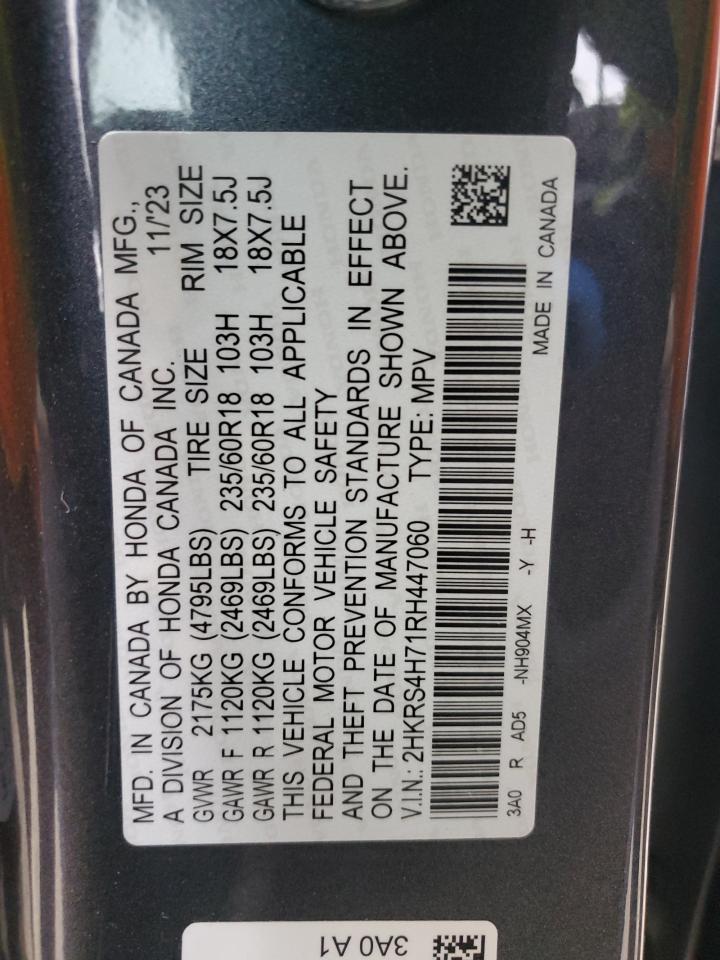 MFD. IN CANADA BY HONDA OF CANADA MFG.,
A DIVISION OF HONDA CANADA INC. 11/'23
GVWR 2175KG (4795LBS) TIRE SIZE RIM SIZE
GAWR F 1120KG (2469LBS) 235/60R18 103H 18X7.5J
GAWR R 1120KG (2469LBS) 235/60R18 103H 18X7.5J
THIS VEHICLE CONFORMS TO ALL APPLICABLE
FEDERAL MOTOR VEHICLE SAFETY
AND THEFT PREVENTION STANDARDS IN EFFECT
ON THE DATE OF MANUFACTURE SHOWN ABOVE.
V.I.N.: 2HKRS4H71RH447060 TYPE: MPV
3A0 R AD5 -NH904MX -Y -H MADE IN CANADA
3A0 A1